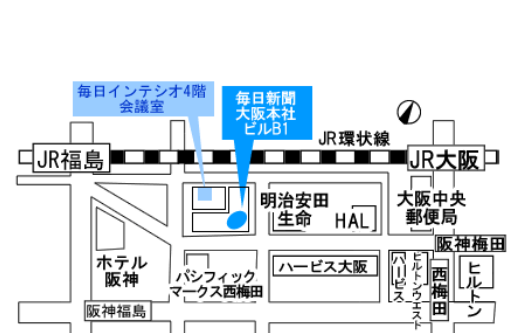 毎日インテシオ4階
会議室
毎日新聞
大阪本社
ビルB1
JR環状線
JR福島
JR大阪
明治安田
生命
HAL
大阪中央
郵便局
阪神梅田
ホテル
阪神
パシフィック
マークス西梅田
ハービス大阪
ハービス
ヒルトンウエスト
西梅田
ヒルトン
阪神福島